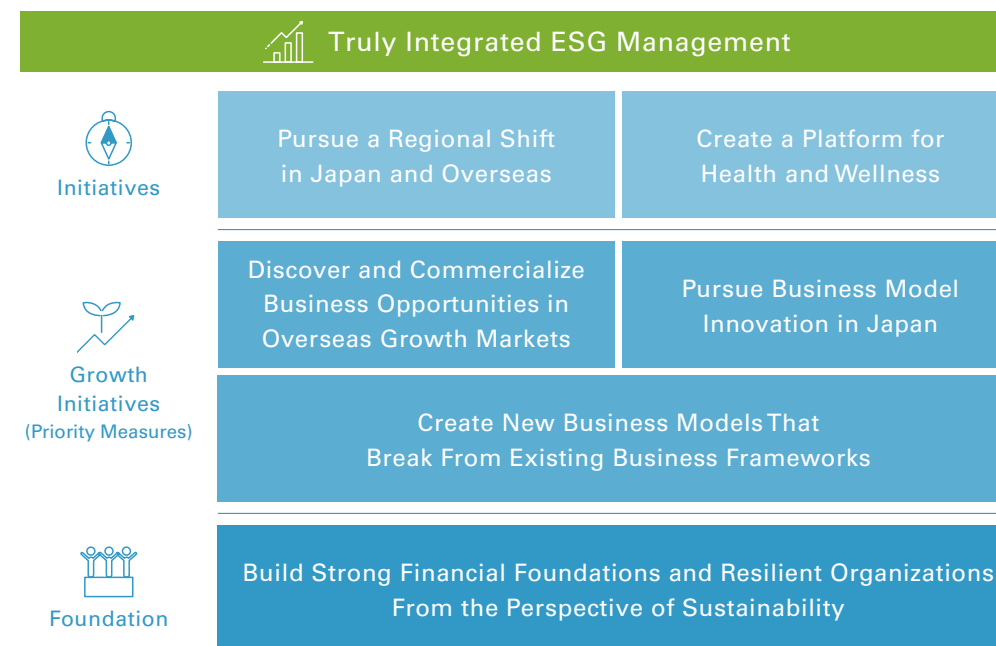 Truly Integrated ESG Management
Initiatives
Pursue a Regional Shift
in Japan and Overseas
Create a Platform for
Health and Wellness
Growth
Initiatives
(Priority Measures)
Discover and Commercialize
Business Opportunities in
Overseas Growth Markets
Pursue Business Model
Innovation in Japan
Create New Business Models That
Break From Existing Business Frameworks
Foundation
Build Strong Financial Foundations and Resilient Organizations
From the Perspective of Sustainability